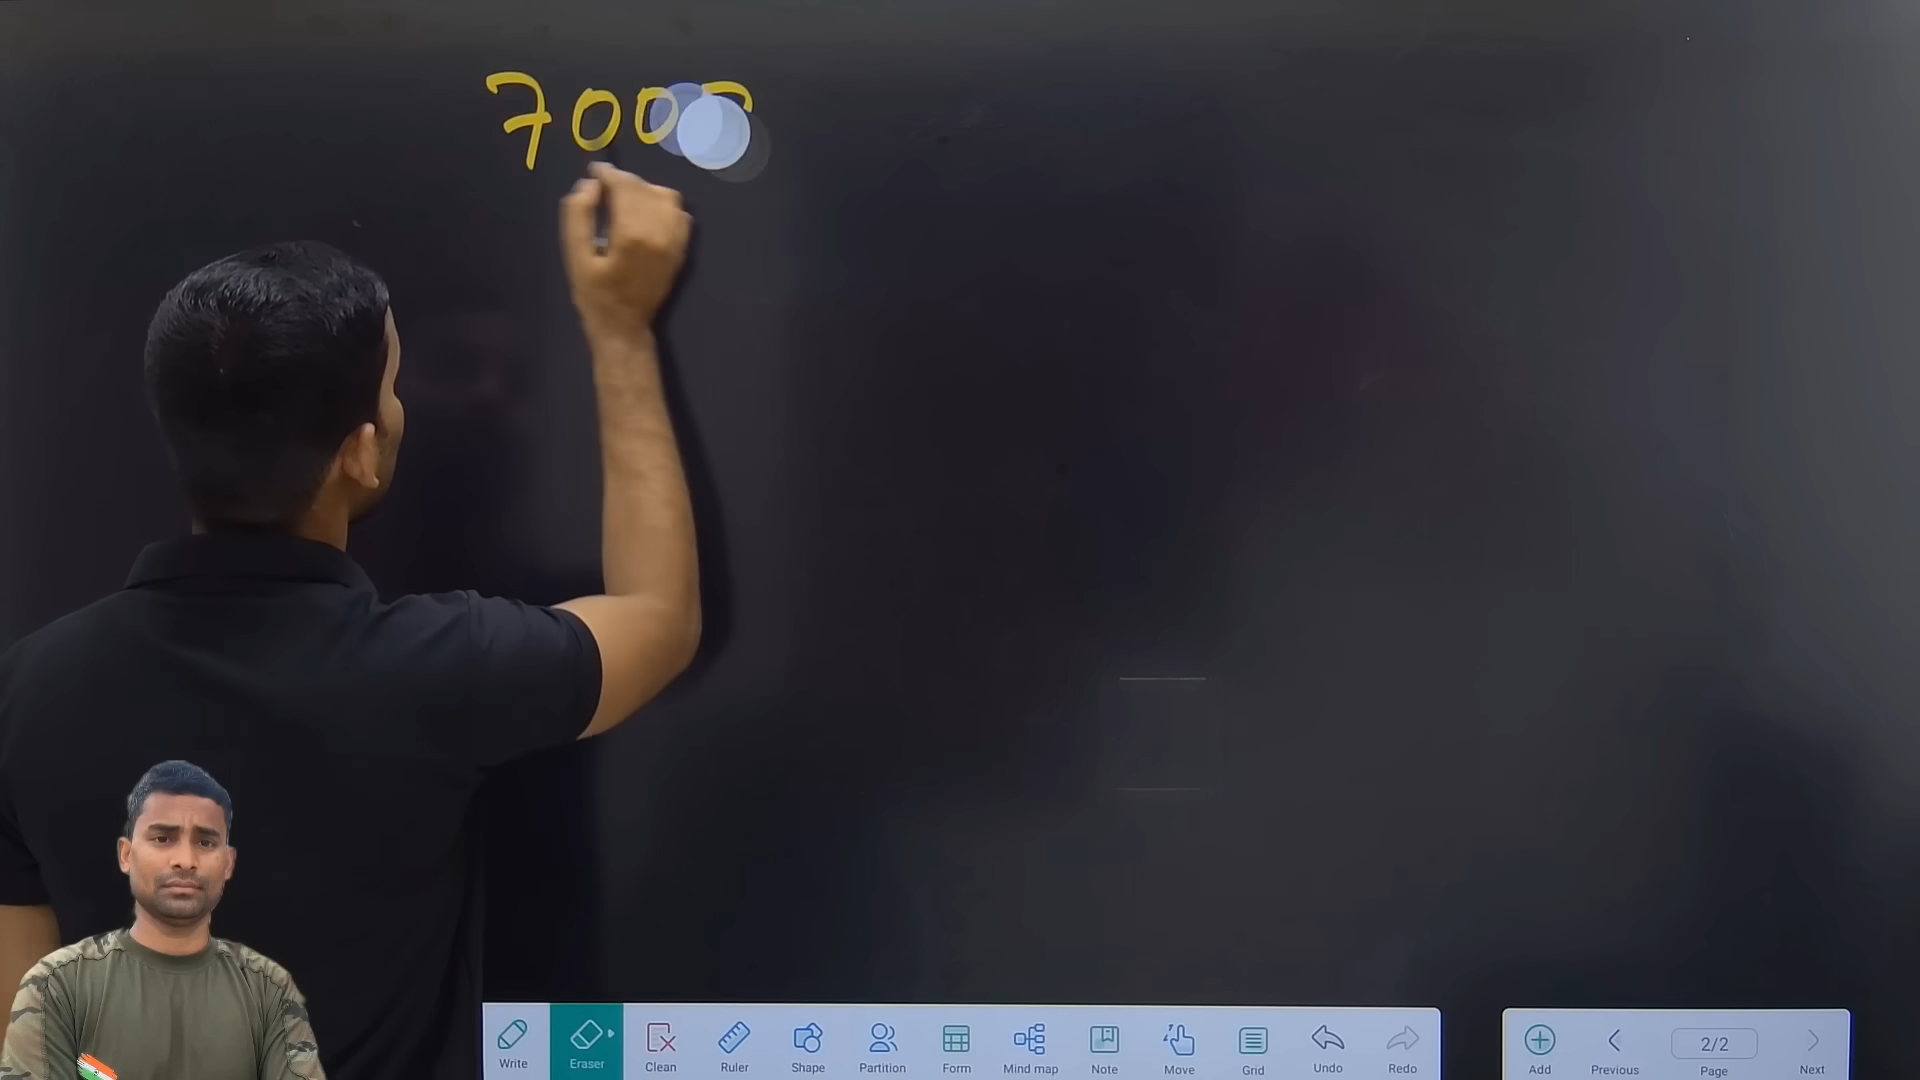 700
Write
Eraser
Clean
Ruler
Shape
Partition
Form
Mind map
Note
Move
Grid
Undo
Redo
Add
Previous
2/2
Page
Next